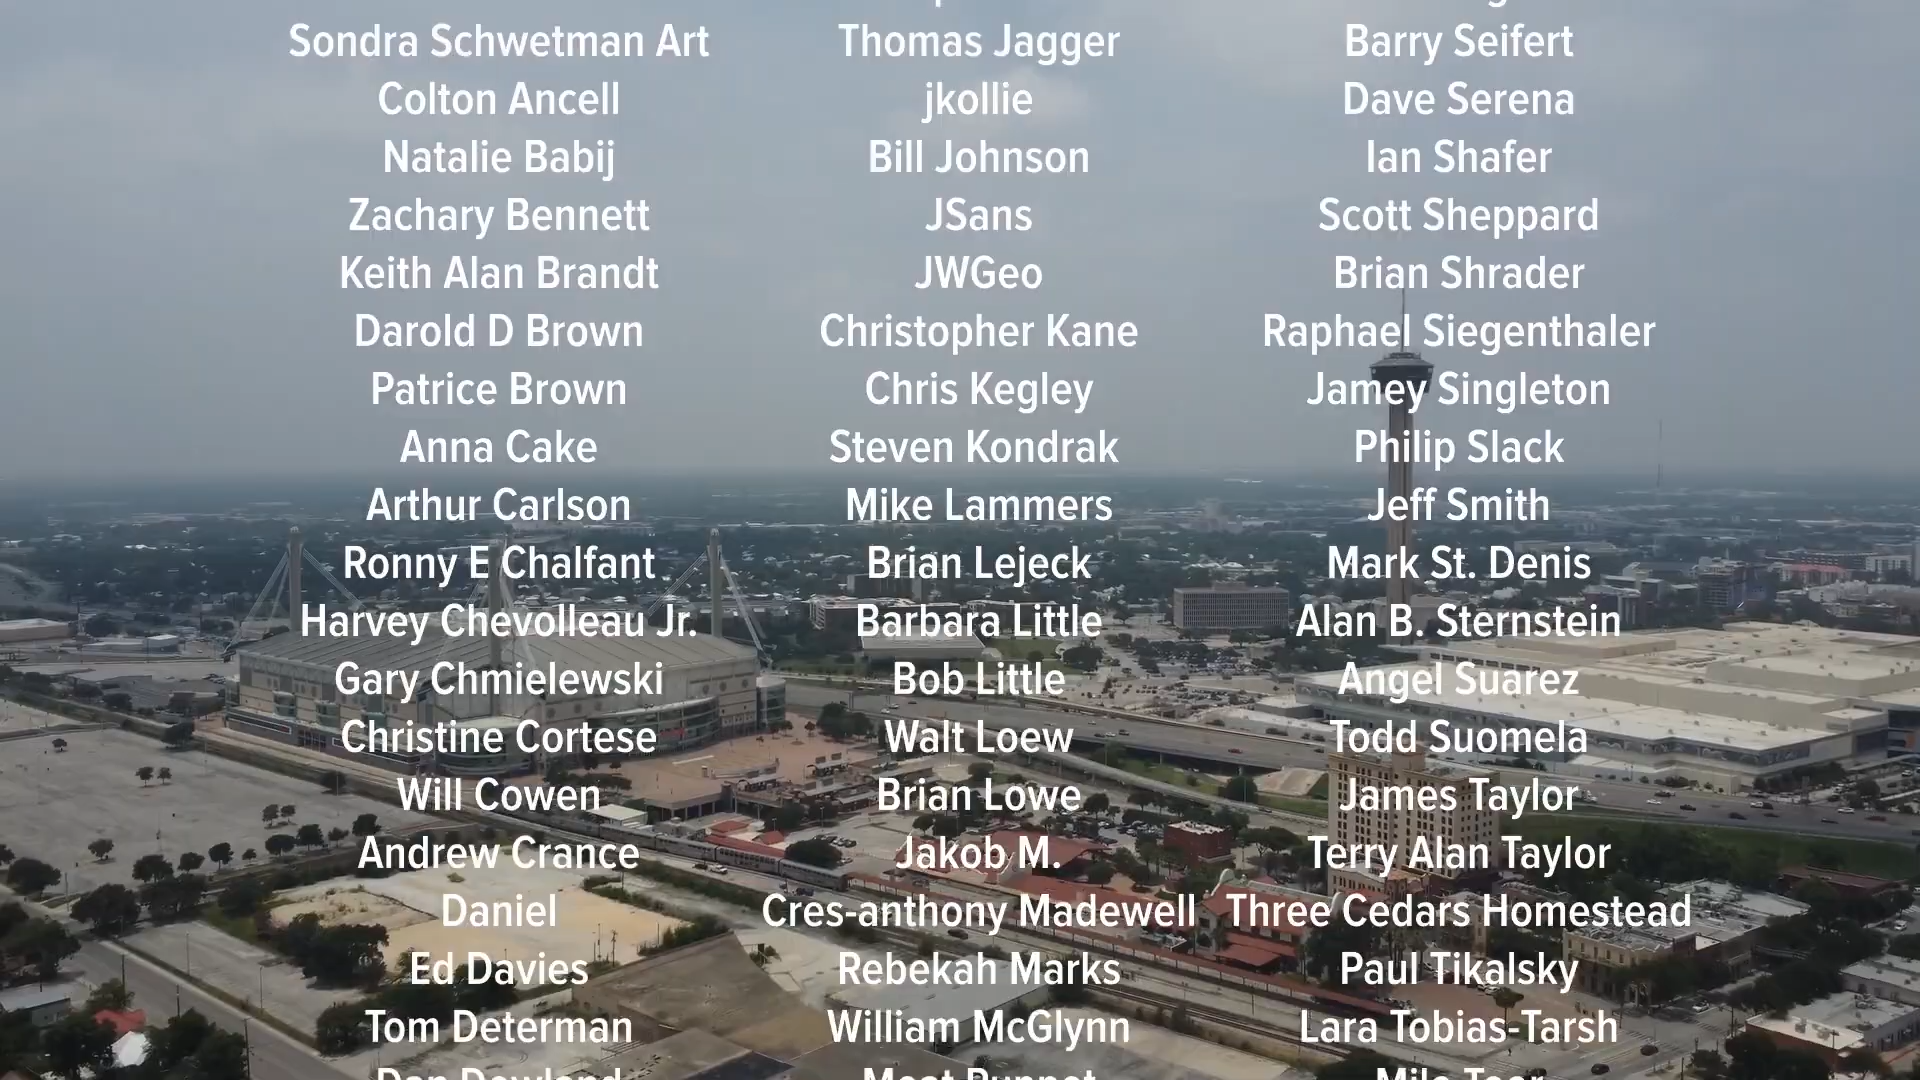 Sondra Schwetman Art
Colton Ancell
Natalie Babij
Zachary Bennett
Keith Alan Brandt
Darold D Brown
Patrice Brown
Anna Cake
Arthur Carlson
Ronny E Chalfant
Harvey Chevolleau Jr.
Gary Chmielewski
Christine Cortese
Will Cowen
Andrew Crance
Daniel
Ed Davies
Tom Determan
Thomas Jagger
jkollie
Bill Johnson
JSans
JWGeo
Christopher Kane
Chris Kegley
Steven Kondrak
Mike Lammers
Brian Lejeck
Barbara Little
Bob Little
Walt Loew
Brian Lowe
Jakob M.
Cres-anthony Madewell
Rebekah Marks
William McGlynn
Barry Seifert
Dave Serena
Ian Shafer
Scott Sheppard
Brian Shrader
Raphael Siegenthaler
Jamey Singleton
Philip Slack
Jeff Smith
Mark St. Denis
Alan B. Sternstein
Angel Suarez
Todd Suomela
James Taylor
Terry Alan Taylor
Three Cedars Homestead
Paul Tikalsky
Lara Tobias-Tarsh